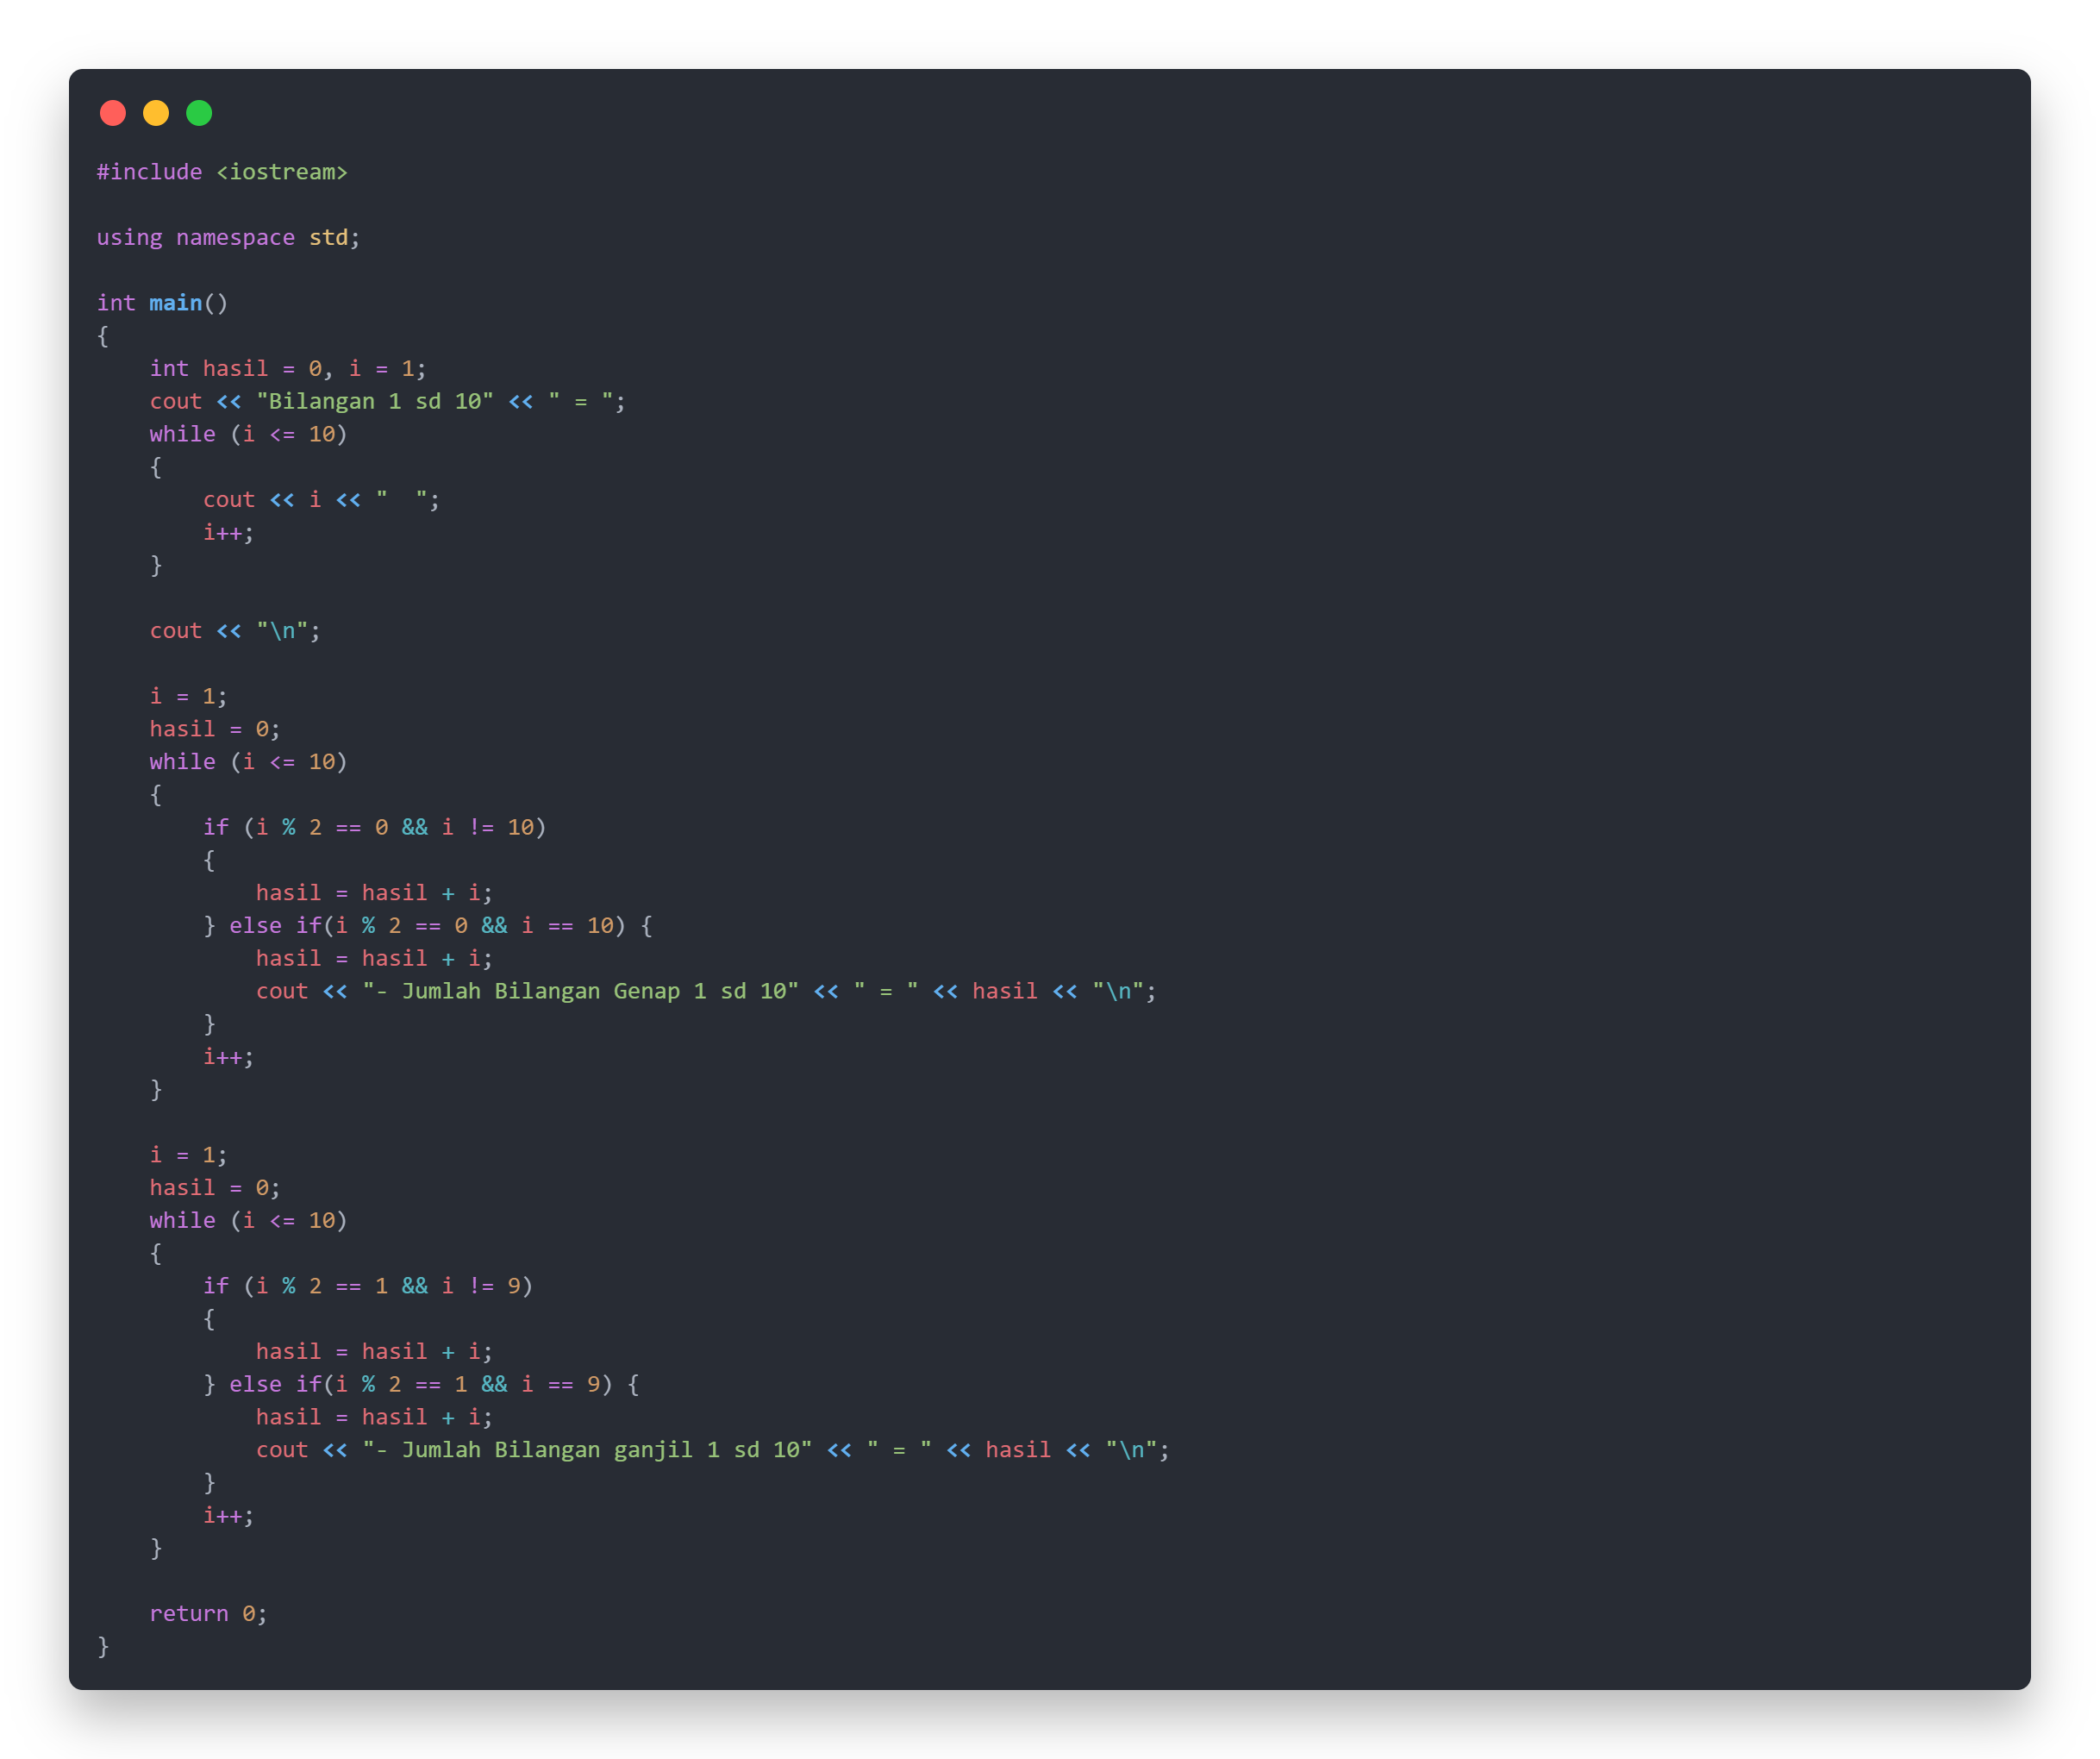 #include <iostream>

using namespace std;

int main()
{
    int hasil = 0, i = 1;
    cout << "Bilangan 1 sd 10" << " = ";
    while (i <= 10)
    {
        cout << i << "  ";
        i++;
    }

    cout << "\n";

    i = 1;
    hasil = 0;
    while (i <= 10)
    {
        if (i % 2 == 0 && i != 10)
        {
            hasil = hasil + i;
        } else if(i % 2 == 0 && i == 10) {
            hasil = hasil + i;
            cout << "- Jumlah Bilangan Genap 1 sd 10" << " = " << hasil << "\n";
        }
        i++;
    }

    i = 1;
    hasil = 0;
    while (i <= 10)
    {
        if (i % 2 == 1 && i != 9)
        {
            hasil = hasil + i;
        } else if(i % 2 == 1 && i == 9) {
            hasil = hasil + i;
            cout << "- Jumlah Bilangan ganjil 1 sd 10" << " = " << hasil << "\n";
        }
        i++;
    }

    return 0;
}